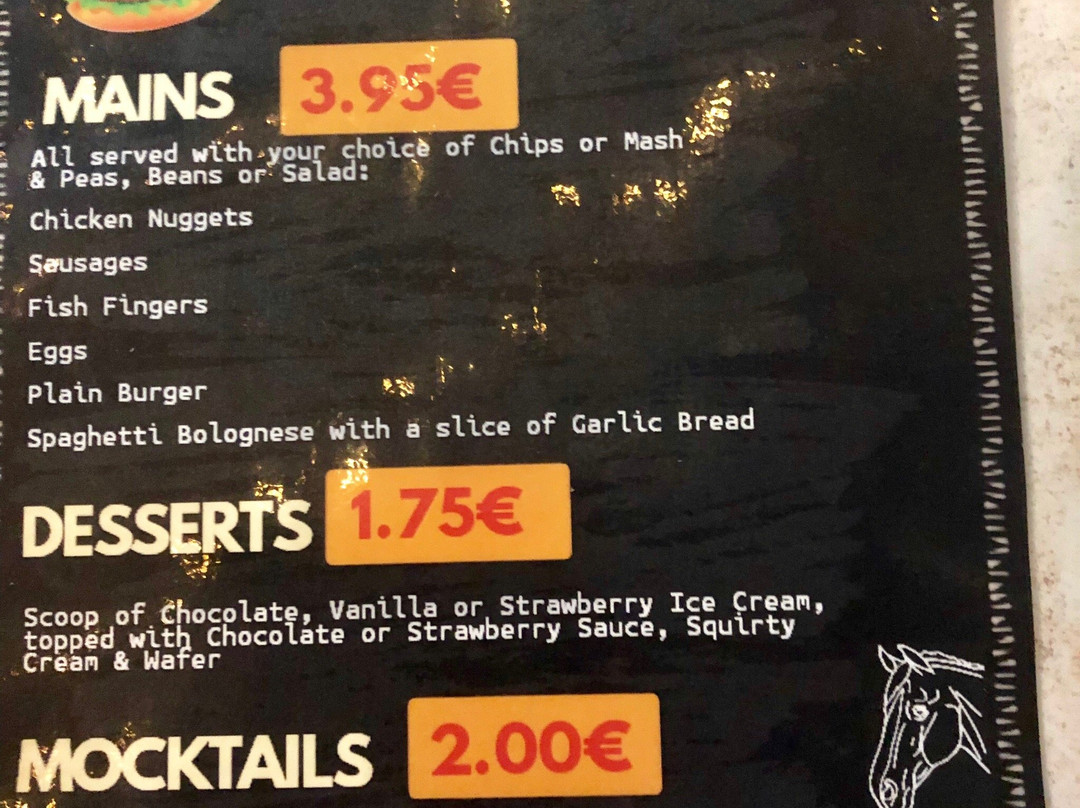 MAINS 3.95€
All served with your choice of Chips or Mash
& Peas, Beans or Salad:
Chicken Nuggets
Sausages
Fish Fingers
Eggs
Plain Burger
Spaghetti Bolognese with a slice of Garlic Bread
DESSERTS 1.75€
Scoop of Chocolate, Vanilla or Strawberry Ice Cream,
topped with Chocolate or Strawberry Sauce, Squirty
Cream & Wafer
MOCKTAILS 2.00€